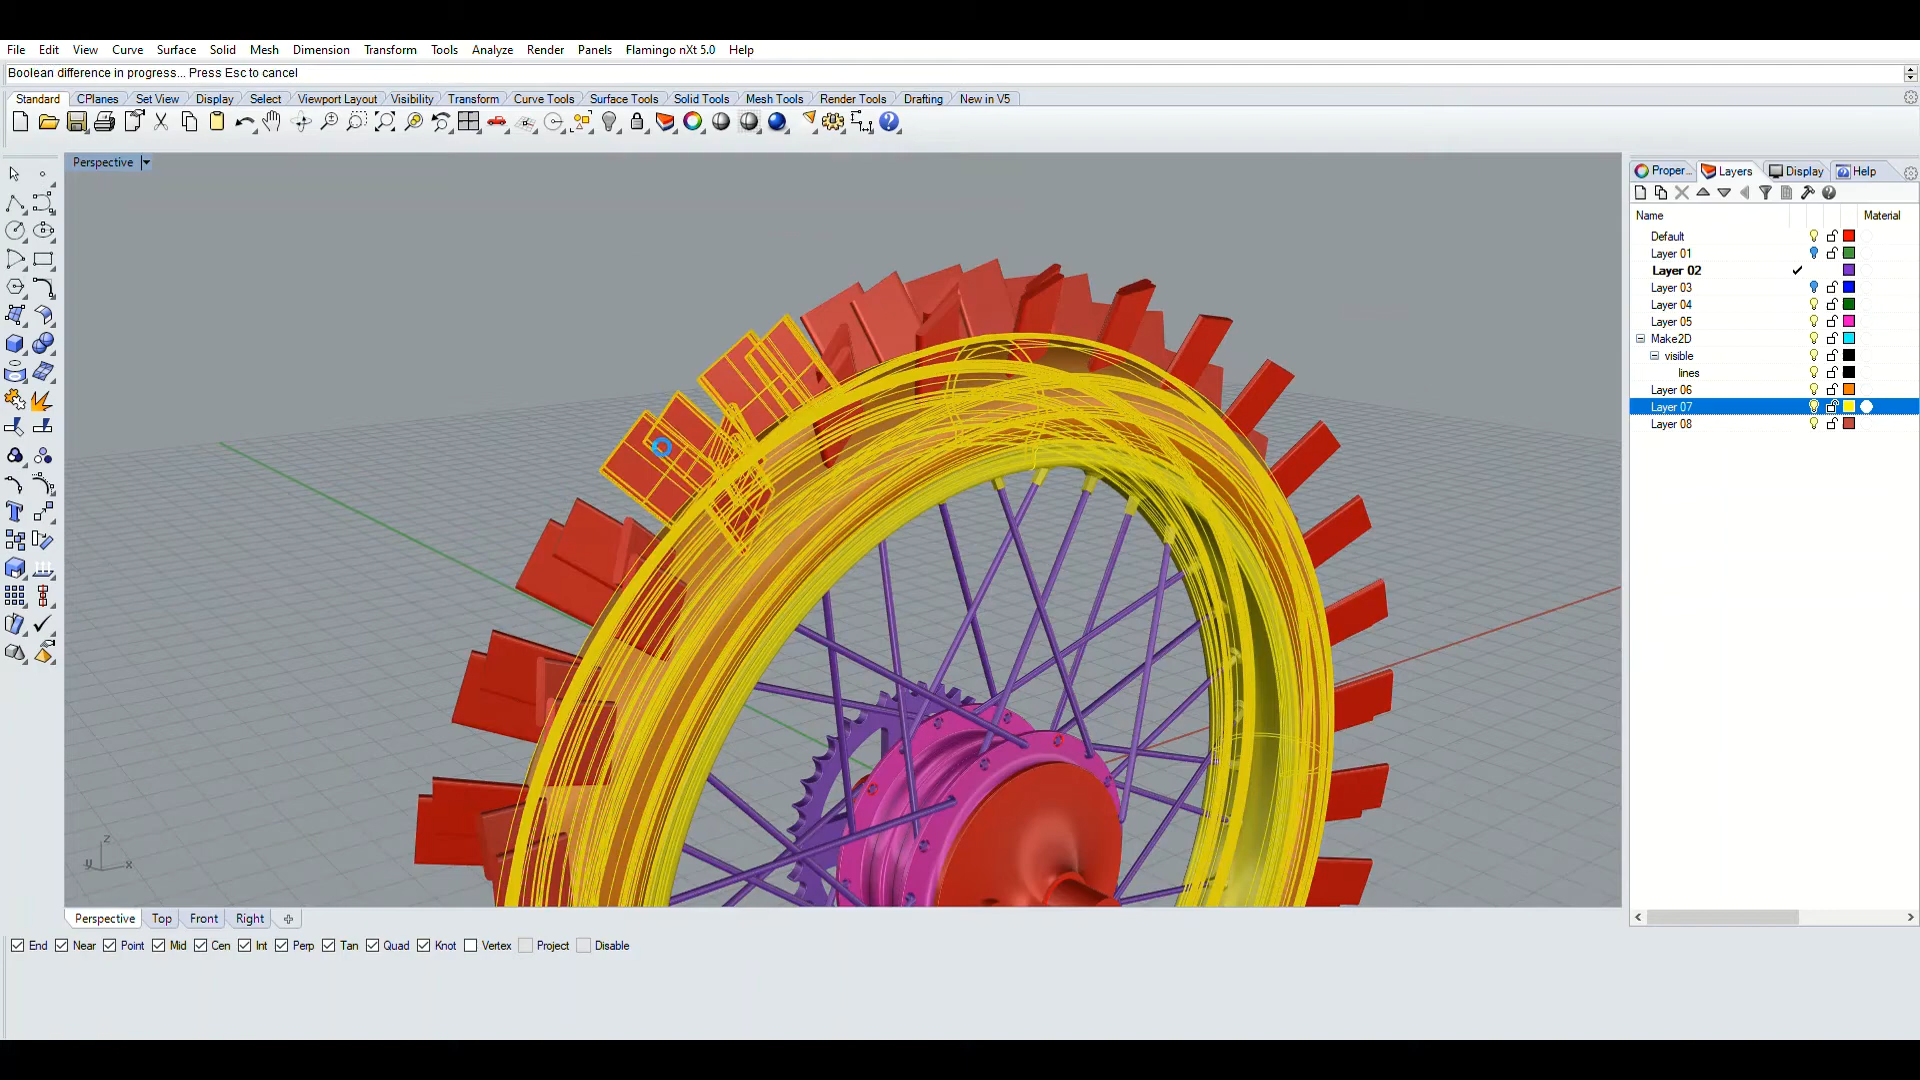 File Edit View Curve Surface Solid Mesh Dimension Transform Tools Analyze Render Panels Flamingo nXt 5.0 Help
Boolean difference in progress... Press Esc to cancel
Standard CPlanes Set View Display Select Viewport Layout Visibility Transform Curve Tools Surface Tools Solid Tools Mesh Tools Render Tools Drafting New in V5
Perspective
Proper... Layers Display Help
Name Material
Default
Layer 01
Layer 02
Layer 03
Layer 04
Layer 05
Make2D
visible
lines
Layer 06
Layer 07
Layer 08
z
y x
Perspective Top Front Right
End Near Point Mid Cen Int Perp Tan Quad Knot Vertex Project Disable